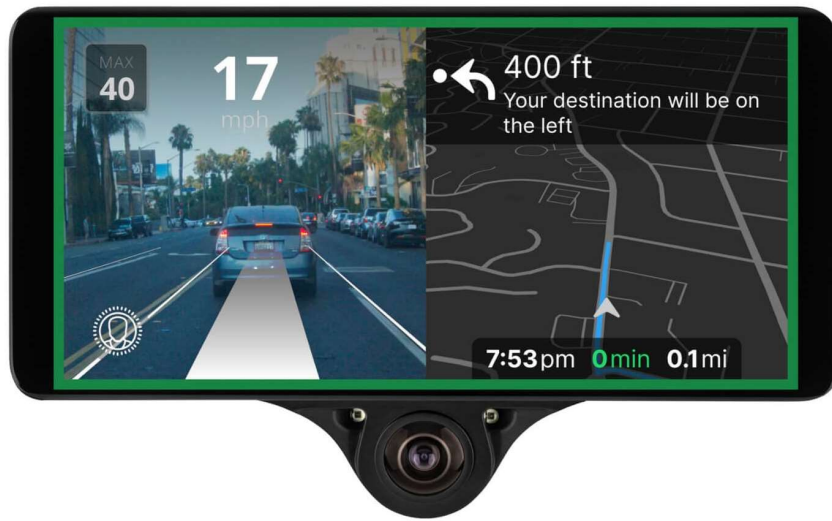 MAX
40
17
mph
400 ft
Your destination will be on
the left
7:53pm 0min 0.1mi